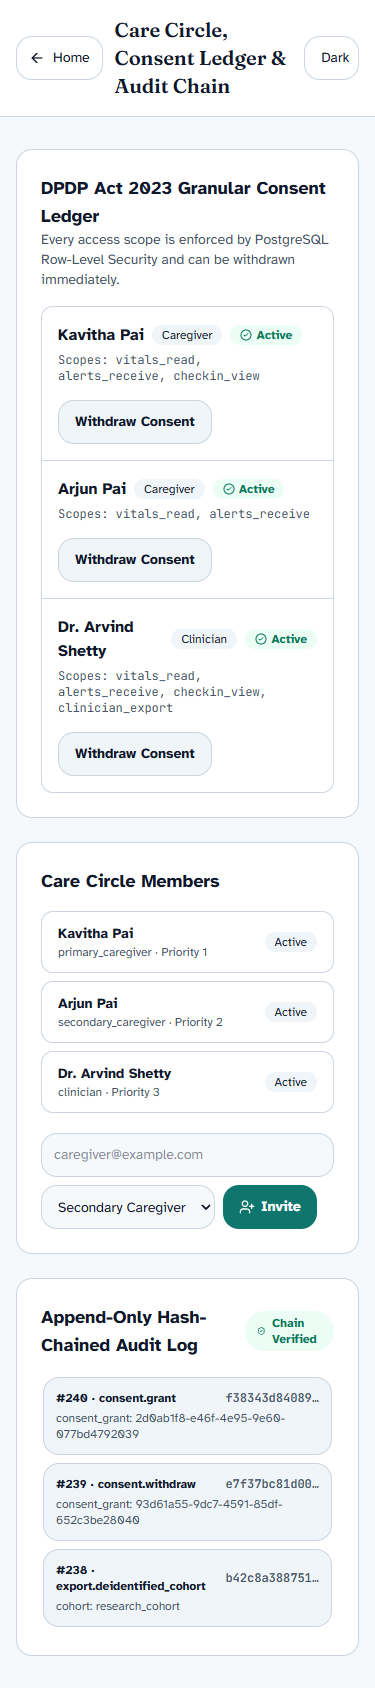 Home
Care Circle,
Consent Ledger &
Audit Chain
Dark
DPDP Act 2023 Granular Consent
Ledger
Every access scope is enforced by PostgreSQL
Row-Level Security and can be withdrawn
immediately.
Kavitha Pai Caregiver Active
Scopes: vitals_read,
alerts_receive, checkin_view
Withdraw Consent
Arjun Pai Caregiver Active
Scopes: vitals_read, alerts_receive
Withdraw Consent
Dr. Arvind
Shetty
Clinician Active
Scopes: vitals_read,
alerts_receive, checkin_view,
clinician_export
Withdraw Consent
Care Circle Members
Kavitha Pai
primary_caregiver · Priority 1
Active
Arjun Pai
secondary_caregiver · Priority 2
Active
Dr. Arvind Shetty
clinician · Priority 3
Active
caregiver@example.com
Secondary Caregiver Invite
Append-Only Hash-
Chained Audit Log
Chain
Verified
#240 · consent.grant f38343d84089…
consent_grant: 2d0ab1f8-e46f-4e95-9e60-
077bd4792039
#239 · consent.withdraw e7f37bc81d00…
consent_grant: 93d61a55-9dc7-4591-85df-
652c3be28040
#238 ·
export.deidentified_cohort b42c8a388751…
cohort: research_cohort